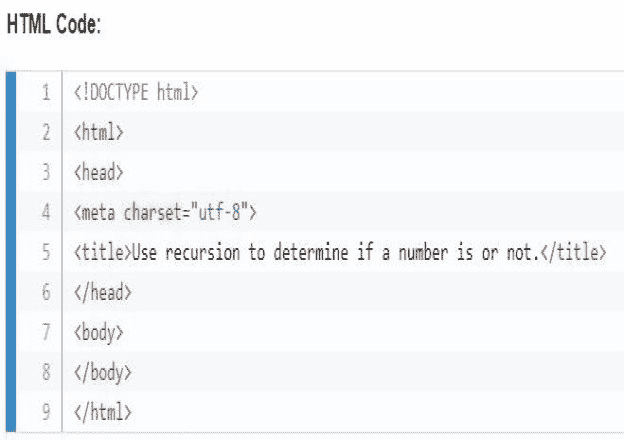 HTML Code:
1 <!DOCTYPE html>
2 <html>
3 <head>
4 <meta charset="utf-8">
5 <title>Use recursion to determine if a number is or not.</title>
6 </head>
7 <body>
8 </body>
9 </html>